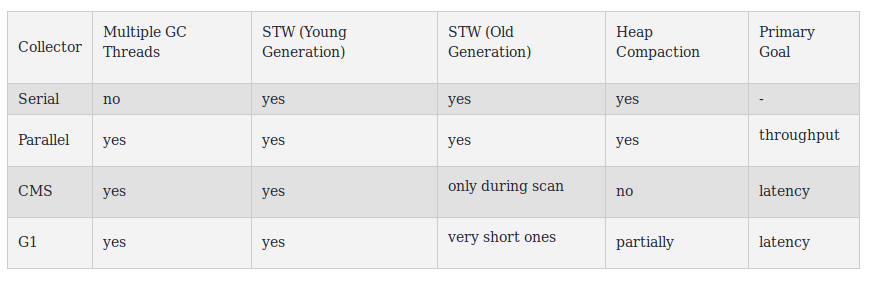 Collector Multiple GC Threads STW (Young Generation) STW (Old Generation) Heap Compaction Primary Goal
Serial no yes yes yes -
Parallel yes yes yes yes throughput
CMS yes yes only during scan no latency
G1 yes yes very short ones partially latency